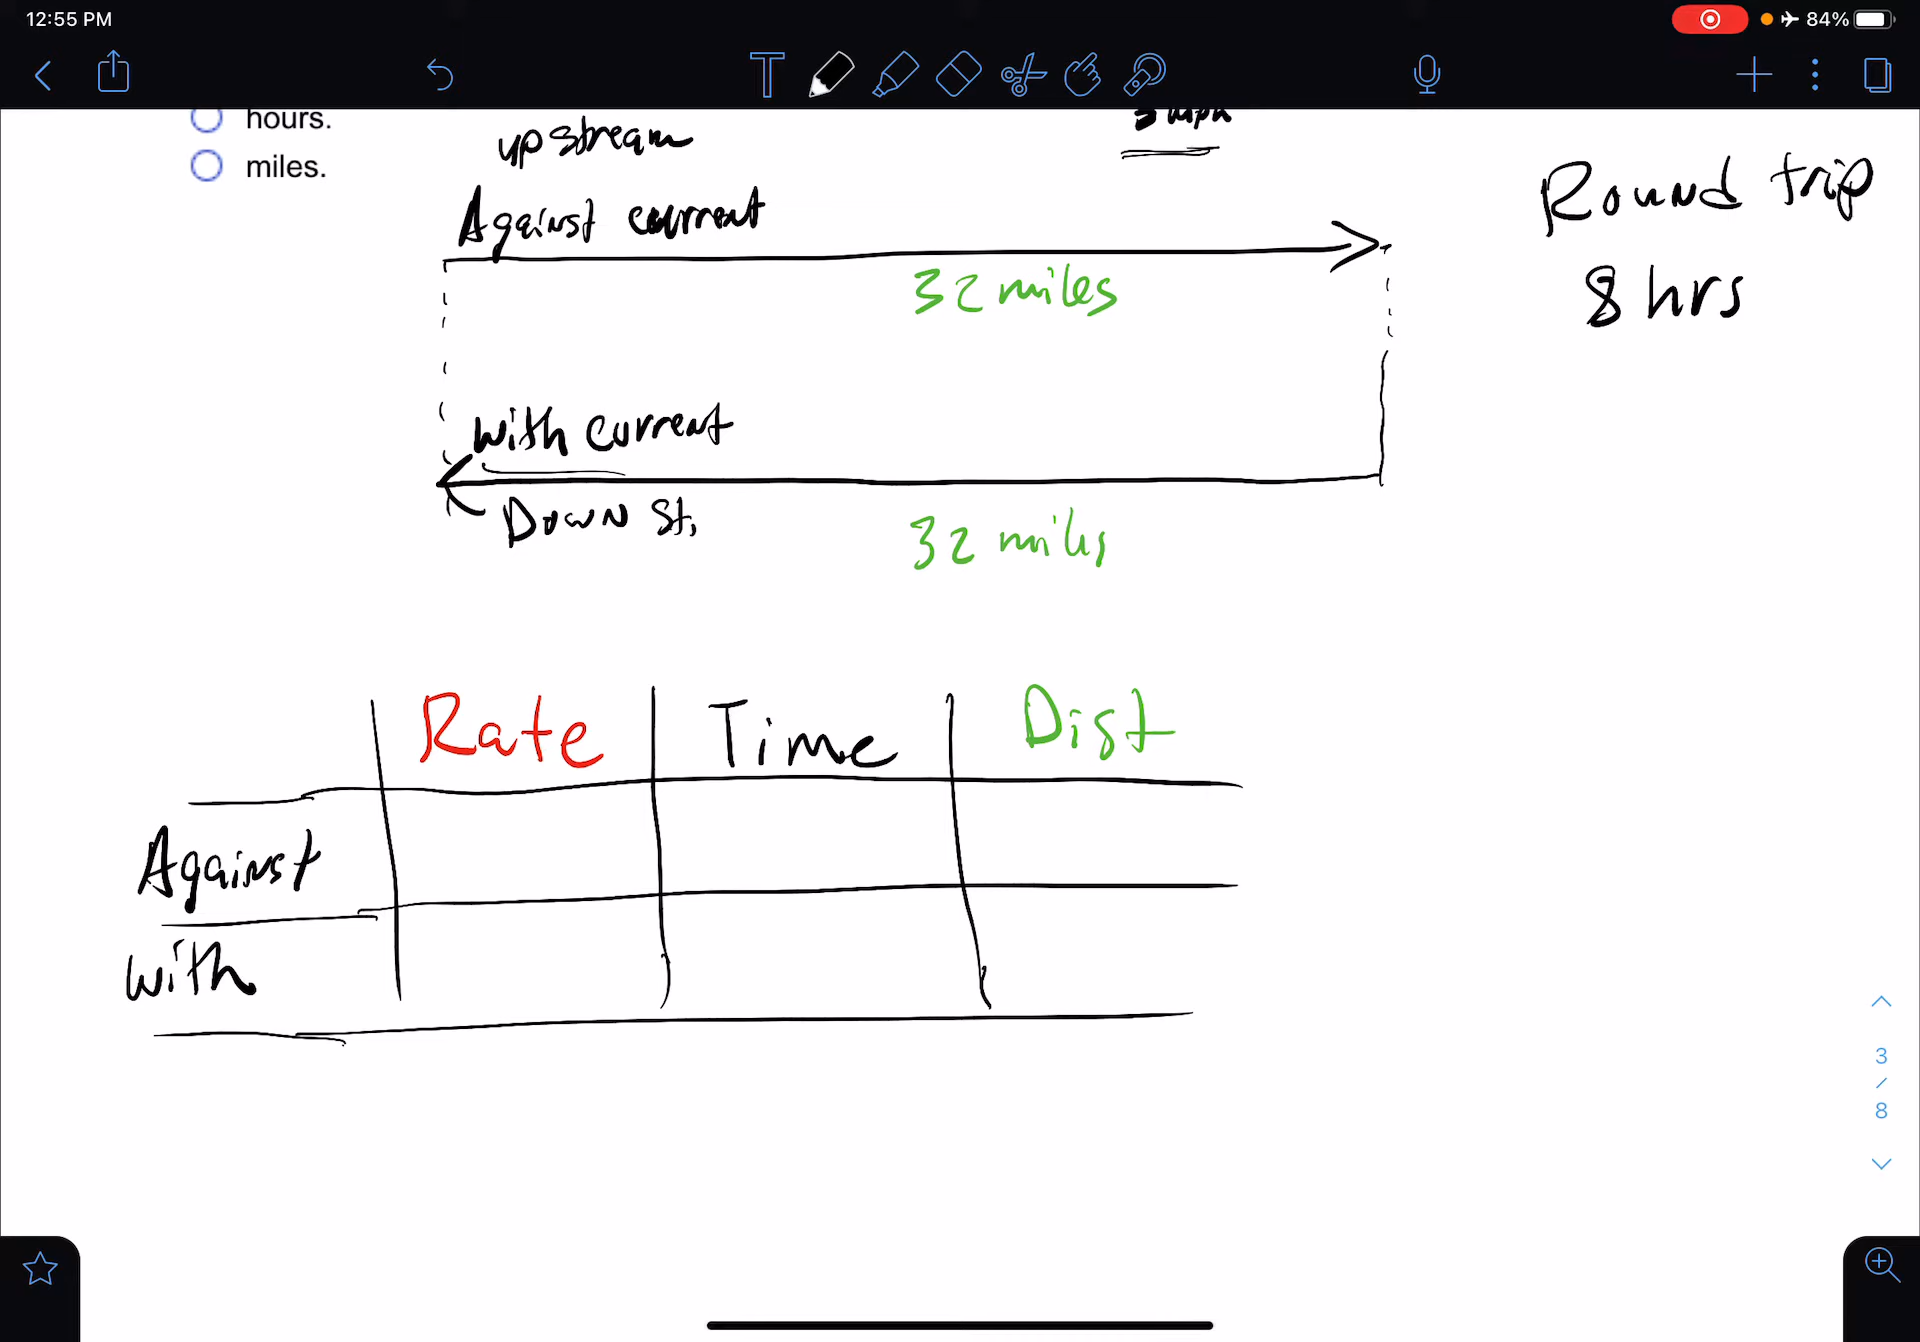 12:55 PM
84%
hours.
miles.
upstream
Against current
32 miles
Round trip
8 hrs
with current
Down St.
32 miles
Rate Time Dist
Against
with
3
/
8